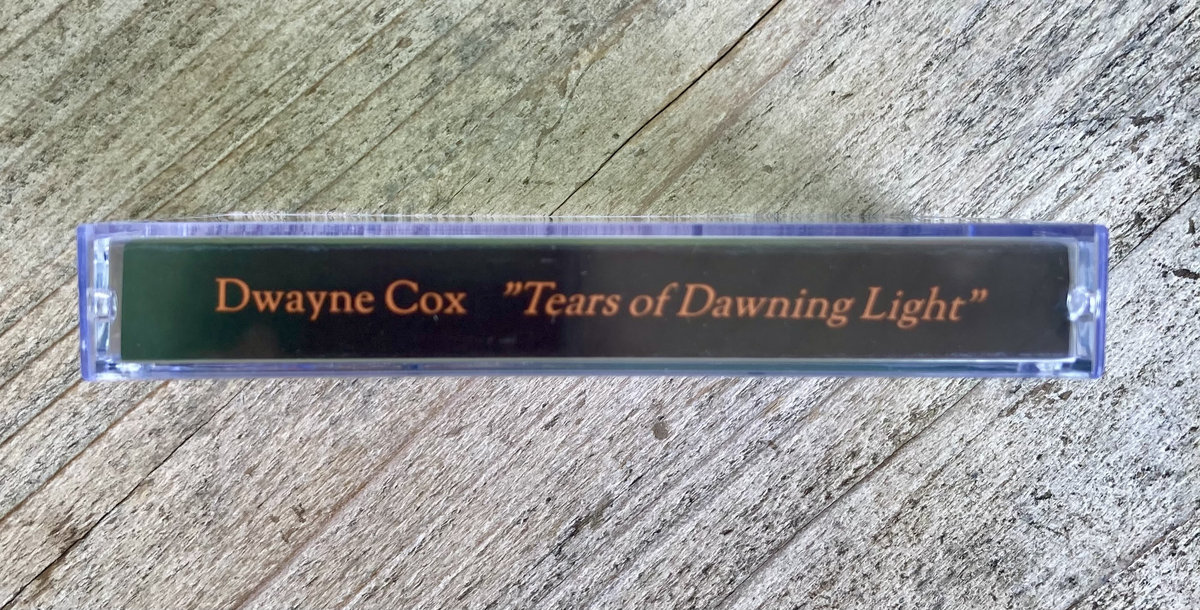 Dwayne Cox ”Tears of Dawning Light”